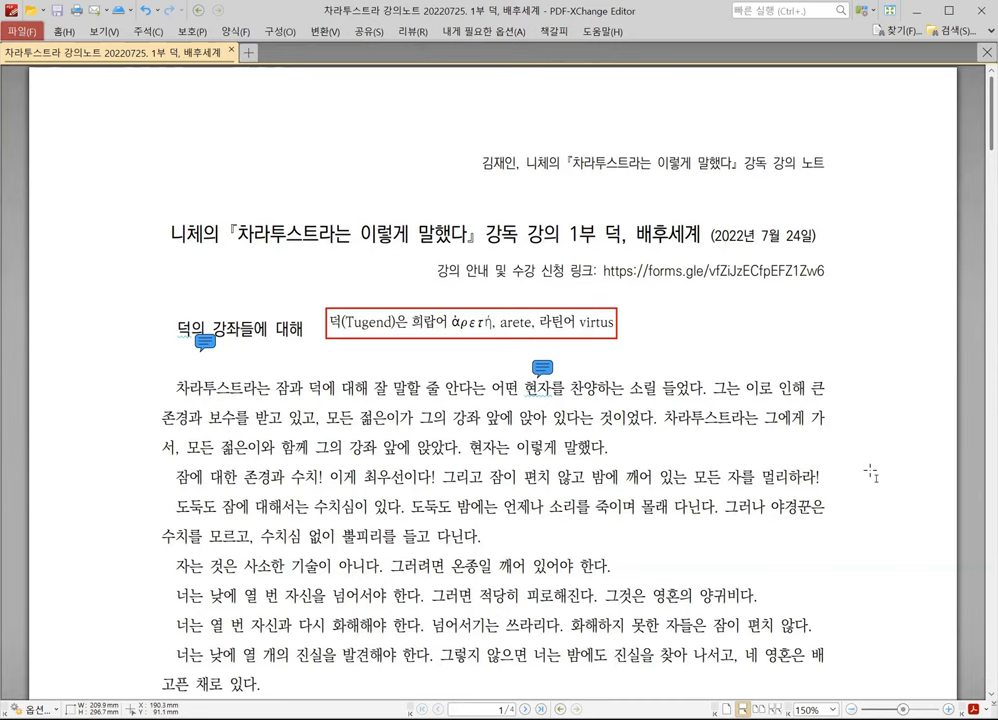 차라투스트라 강의노트 20220725. 1부 덕, 배후세계 - PDF-XChange Editor
빠른 실행 (Ctrl+.)
파일(F) 홈(H) 보기(V) 주석(C) 보호(P) 양식(F) 구성(O) 변환(V) 공유(S) 리뷰(R) 내게 필요한 옵션(A) 책갈피 도움말(H)
찾기(F)... 검색(S)...
차라투스트라 강의노트 20220725. 1부 덕, 배후세계
김재인, 니체의 『차라투스트라는 이렇게 말했다』 강독 강의 노트
니체의 『차라투스트라는 이렇게 말했다』 강독 강의 1부 덕, 배후세계 (2022년 7월 24일)
강의 안내 및 수강 신청 링크: https://forms.gle/vfZiJzECfpEFZ1Zw6
덕의 강좌들에 대해
덕(Tugend)은 희랍어 ἀρετή, arete, 라틴어 virtus
차라투스트라는 잠과 덕에 대해 잘 말할 줄 안다는 어떤 현자를 찬양하는 소릴 들었다. 그는 이로 인해 큰
존경과 보수를 받고 있고, 모든 젊은이가 그의 강좌 앞에 앉아 있다는 것이었다. 차라투스트라는 그에게 가
서, 모든 젊은이와 함께 그의 강좌 앞에 앉았다. 현자는 이렇게 말했다.
잠에 대한 존경과 수치! 이게 최우선이다! 그리고 잠이 편치 않고 밤에 깨어 있는 모든 자를 멀리하라!
도둑도 잠에 대해서는 수치심이 있다. 도둑도 밤에는 언제나 소리를 죽이며 몰래 다닌다. 그러나 야경꾼은
수치를 모르고, 수치심 없이 뿔피리를 들고 다닌다.
자는 것은 사소한 기술이 아니다. 그러려면 온종일 깨어 있어야 한다.
너는 낮에 열 번 자신을 넘어서야 한다. 그러면 적당히 피로해진다. 그것은 영혼의 양귀비다.
너는 열 번 자신과 다시 화해해야 한다. 넘어서기는 쓰라리다. 화해하지 못한 자들은 잠이 편치 않다.
너는 낮에 열 개의 진실을 발견해야 한다. 그렇지 않으면 너는 밤에도 진실을 찾아 나서고, 네 영혼은 배
고픈 채로 있다.
옵션... W: 209.9 mm X: 190.3 mm 1/4 150%
H: 296.7 mm Y: 91.1 mm